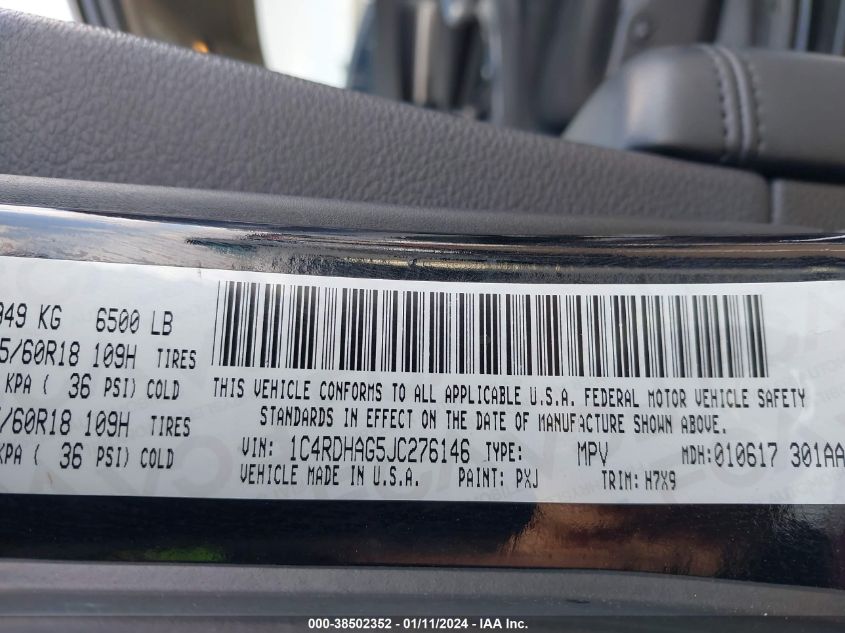 949 KG 6500 LB
5/60R18 109H TIRES
KPA ( 36 PSI) COLD
/60R18 109H TIRES
KPA ( 36 PSI) COLD
THIS VEHICLE CONFORMS TO ALL APPLICABLE U.S.A. FEDERAL MOTOR VEHICLE SAFETY
STANDARDS IN EFFECT ON THE DATE OF MANUFACTURE SHOWN ABOVE.
VIN: 1C4RDHAG5JC276146 TYPE: MPV MDH:010617 301AA
VEHICLE MADE IN U.S.A. PAINT: PXJ TRIM: H7X9
000-38502352 - 01/11/2024 - IAA Inc.